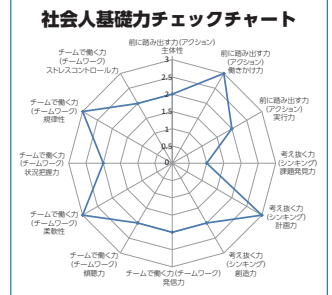 社会人基礎力チェックチャート
前に踏み出す力(アクション)
主体性
前に踏み出す力
(アクション)
働きかけ力
前に踏み出す力
(アクション)
実行力
考え抜く力
(シンキング)
課題発見力
考え抜く力
(シンキング)
計画力
考え抜く力
(シンキング)
創造力
チームで働く力(チームワーク)
発信力
チームで働く力
(チームワーク)
傾聴力
チームで働く力
(チームワーク)
柔軟性
チームで働く力
(チームワーク)
状況把握力
チームで働く力
(チームワーク)
規律性
チームで働く力
(チームワーク)
ストレスコントロール力
3
2.5
2
1.5
1
0.5
0